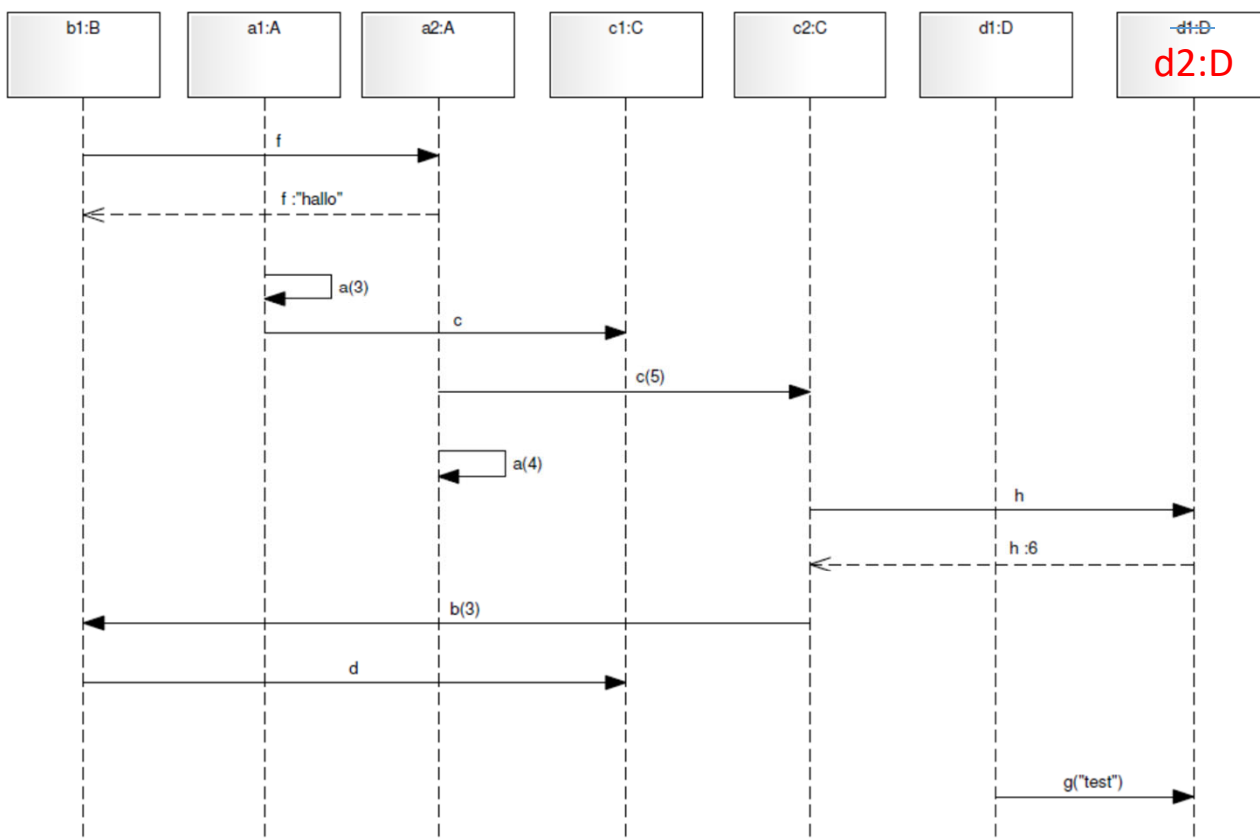 b1:B
a1:A
a2:A
c1:C
c2:C
d1:D
d1:D
d2:D
f
f :"hallo"
a(3)
c
c(5)
a(4)
h
h :6
b(3)
d
g("test")